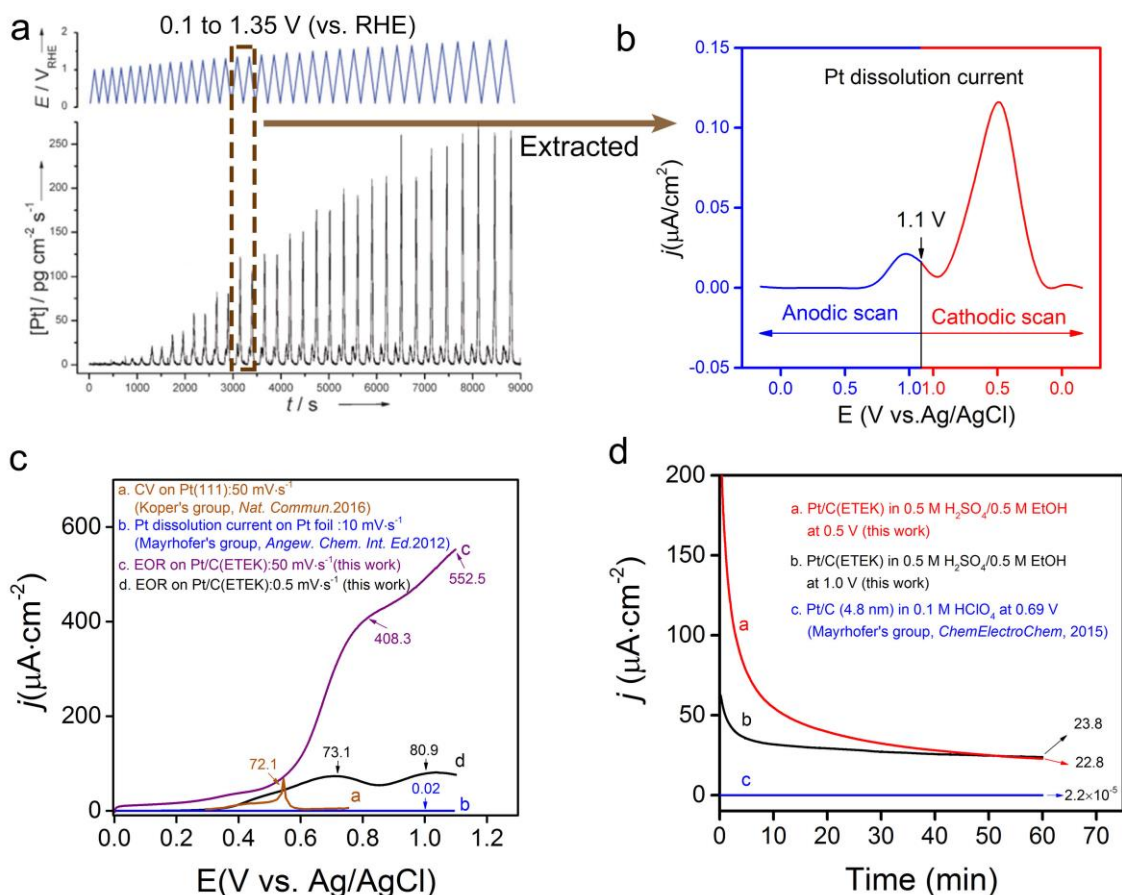 a
0.1 to 1.35 V (vs. RHE)
E / V_RHE
2
1
0
[Pt] / pg cm⁻² s⁻¹
250
200
150
100
50
0
0 1000 2000 3000 4000 5000 6000 7000 8000 9000
t / s
Extracted
b
Pt dissolution current
j(μA/cm²)
0.15
0.10
0.05
0.00
-0.05
1.1 V
Anodic scan
Cathodic scan
0.0 0.5 1.0 1.0 0.5 0.0
E (V vs.Ag/AgCl)
c
a. CV on Pt(111):50 mV·s⁻¹
(Koper's group, Nat. Commun.2016)
b. Pt dissolution current on Pt foil :10 mV·s⁻¹
(Mayrhofer's group, Angew. Chem. Int. Ed.2012)
c. EOR on Pt/C(ETEK):50 mV·s⁻¹(this work)
d. EOR on Pt/C(ETEK):0.5 mV·s⁻¹ (this work)
j(μA·cm⁻²)
600
400
200
0
c
552.5
408.3
72.1
73.1
80.9
d
0.02
a
b
0.0 0.2 0.4 0.6 0.8 1.0 1.2
E(V vs. Ag/AgCl)
d
a. Pt/C(ETEK) in 0.5 M H₂SO₄/0.5 M EtOH
at 0.5 V (this work)
b. Pt/C(ETEK) in 0.5 M H₂SO₄/0.5 M EtOH
at 1.0 V (this work)
c. Pt/C (4.8 nm) in 0.1 M HClO₄ at 0.69 V
(Mayrhofer's group, ChemElectroChem, 2015)
j (μA·cm⁻²)
200
150
100
50
0
a
b
c
23.8
22.8
2.2×10⁻⁵
0 10 20 30 40 50 60 70
Time (min)